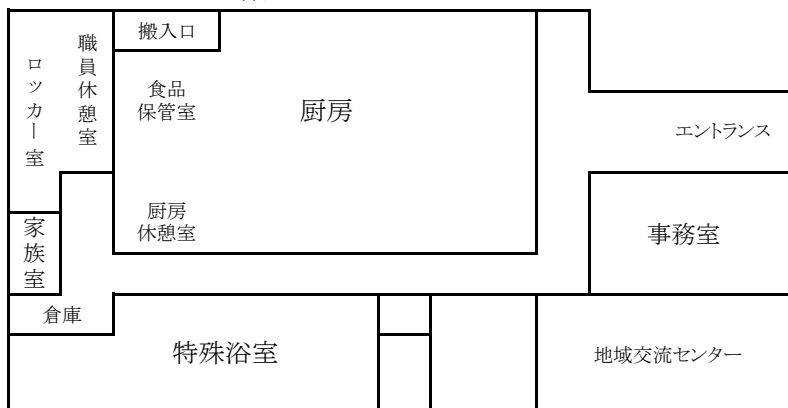 搬入口
職員休憩室
ロッカー室
食品
保管室
厨房
エントランス
厨房
休憩室
家族室
事務室
倉庫
特殊浴室
地域交流センター